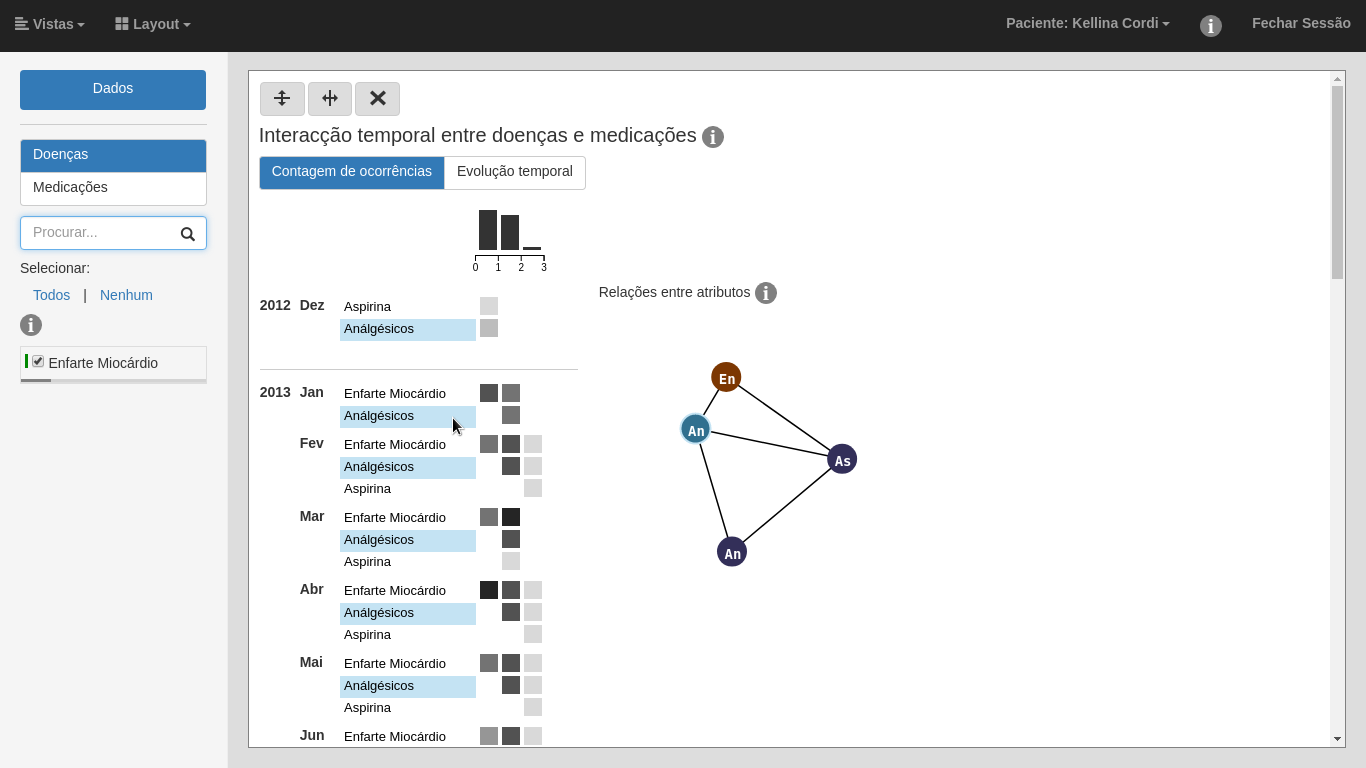 Vistas Layout Paciente: Kellina Cordi Fechar Sessão
Dados
Doenças
Medicações
Procurar...
Selecionar:
Todos | Nenhum
Enfarte Miocárdio
Interacção temporal entre doenças e medicações
Contagem de ocorrências Evolução temporal
0 1 2 3
Relações entre atributos
2012 Dez Aspirina
Análgésicos
2013 Jan Enfarte Miocárdio
Análgésicos
Fev Enfarte Miocárdio
Análgésicos
Aspirina
Mar Enfarte Miocárdio
Análgésicos
Aspirina
Abr Enfarte Miocárdio
Análgésicos
Aspirina
Mai Enfarte Miocárdio
Análgésicos
Aspirina
Jun Enfarte Miocárdio
En
An
As
An